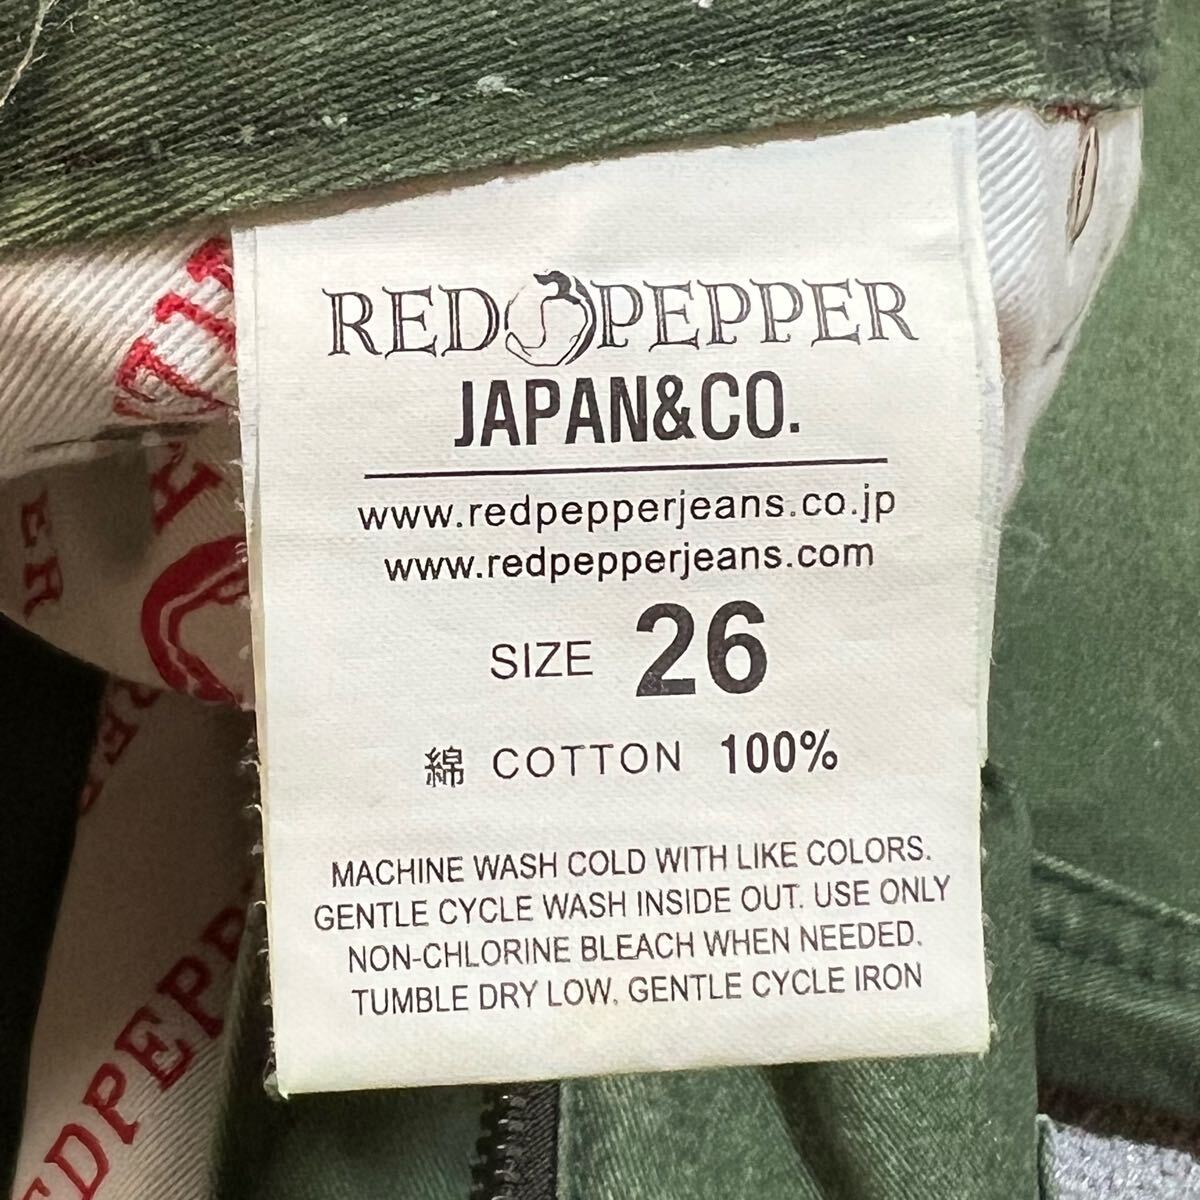 RED PEPPER
JAPAN&CO.
www.redpepperjeans.co.jp
www.redpepperjeans.com
SIZE 26
綿 COTTON 100%
MACHINE WASH COLD WITH LIKE COLORS.
GENTLE CYCLE WASH INSIDE OUT. USE ONLY
NON-CHLORINE BLEACH WHEN NEEDED.
TUMBLE DRY LOW. GENTLE CYCLE IRON
ER
EDPEPP